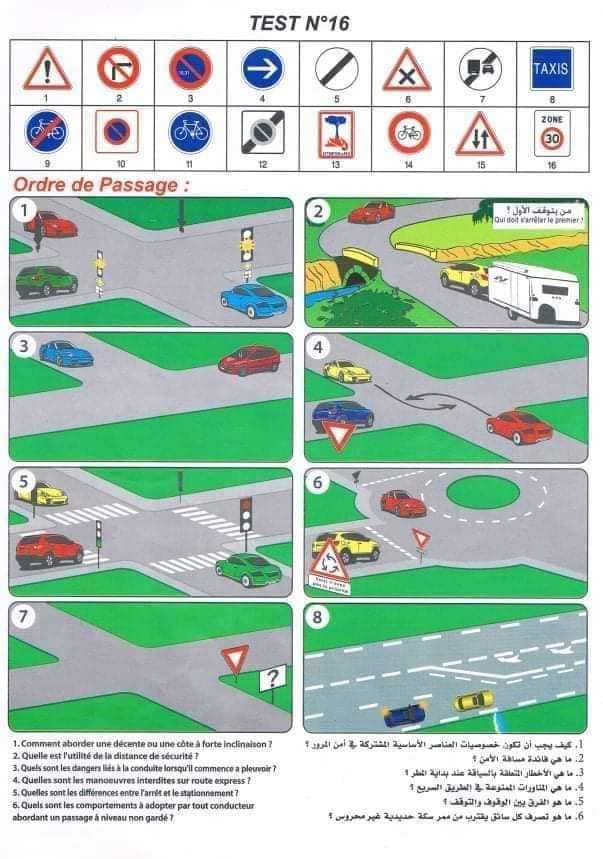 TEST N°16
1
2
3
4
5
6
7
8
TAXIS
9
10
11
12
13
14
15
16
ZONE
30
Ordre de Passage :
1
2
من يتوقف الأول ؟
Qui doit s'arrêter le premier ?
3
4
5
6
Vous n'avez
pas la priorité
7
?
8
1. Comment aborder une décente ou une côte à forte inclinaison ?
2. Quelle est l'utilité de la distance de sécurité ?
3. Quels sont les dangers liés à la conduite lorsqu'il commence a pleuvoir ?
4. Quelles sont les manoeuvres interdites sur route express ?
5. Quelles sont les différences entre l'arrêt et le stationnement ?
6. Quels sont les comportements à adopter par tout conducteur
abordant un passage à niveau non gardé ?
1. كيف يجب أن تكون خصوصيات العناصر الأساسية المشتركة في أمن المرور ؟
2. ما هي فائدة مسافة الأمن ؟
3. ما هي الأخطار المتعلقة بالسياقة عند بداية المطر ؟
4. ما هي المناورات الممنوعة في الطريق السريع ؟
5. ما هو الفرق بين الوقوف والتوقف ؟
6. ما هو تصرف كل سائق يقترب من ممر سكة حديدية غير محروس ؟